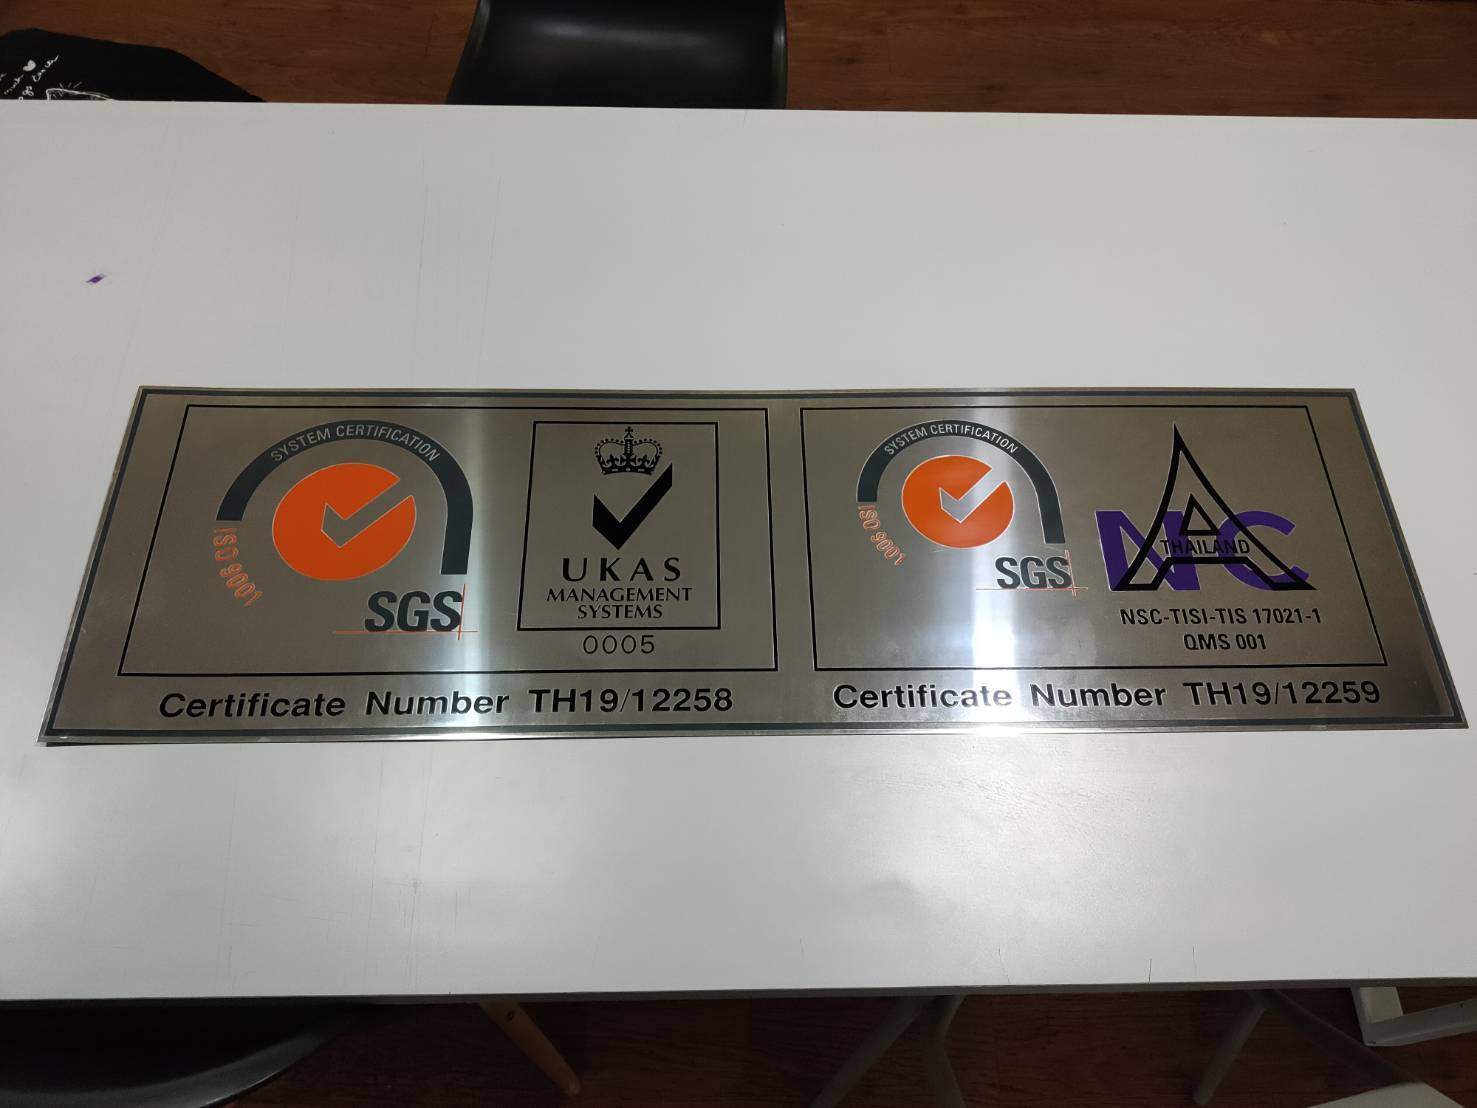 SYSTEM CERTIFICATION
ISO 9001
SGS
UKAS
MANAGEMENT
SYSTEMS
0005
Certificate Number TH19/12258
SYSTEM CERTIFICATION
ISO 9001
SGS
NAC
THAILAND
NSC-TISI-TIS 17021-1
QMS 001
Certificate Number TH19/12259